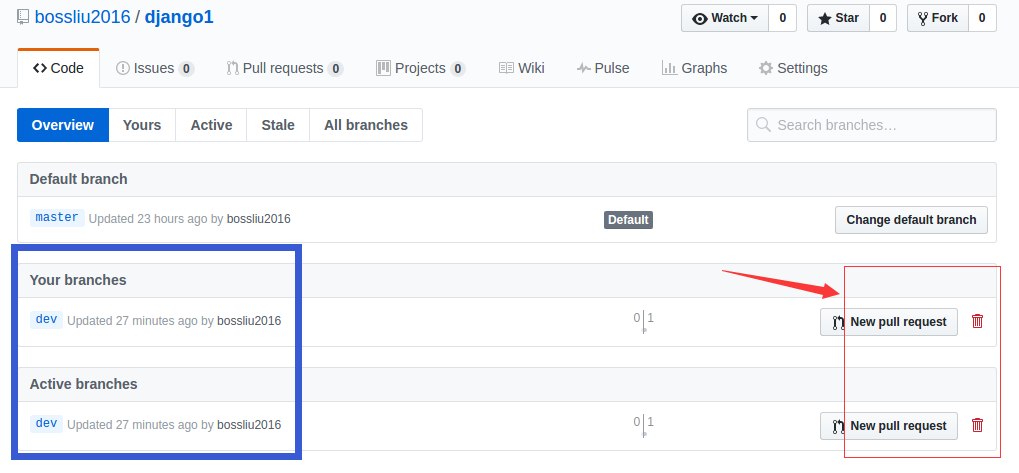 bossliu2016 / django1 Watch 0 Star 0 Fork 0
Code Issues 0 Pull requests 0 Projects 0 Wiki Pulse Graphs Settings
Overview Yours Active Stale All branches Search branches…
Default branch
master Updated 23 hours ago by bossliu2016 Default Change default branch
Your branches
dev Updated 27 minutes ago by bossliu2016 0 1 New pull request
Active branches
dev Updated 27 minutes ago by bossliu2016 0 1 New pull request